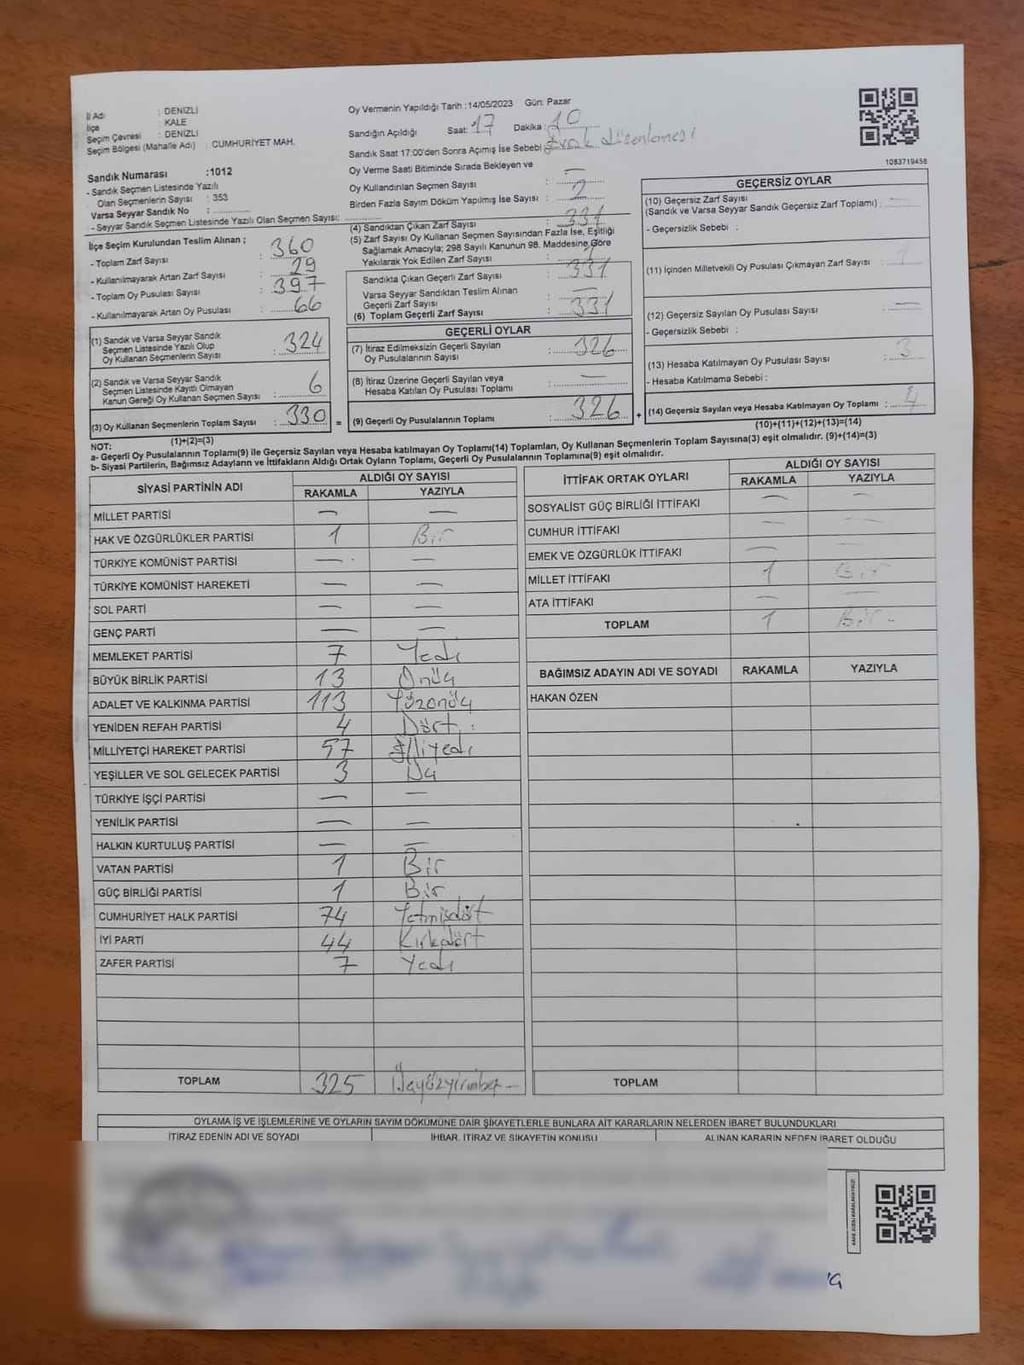 İl Adı : DENİZLİ
İlçe : KALE
Seçim Çevresi : DENİZLİ
Seçim Bölgesi (Mahalle Adı) : CUMHURİYET MAH.
Sandık Numarası :1012
- Sandık Seçmen Listesinde Yazılı
Olan Seçmenlerin Sayısı : 353
Varsa Seyyar Sandık No :
- Seyyar Sandık Seçmen Listesinde Yazılı Olan Seçmen Sayısı:
İlçe Seçim Kurulundan Teslim Alınan ;
- Toplam Zarf Sayısı : 360
- Kullanılmayarak Artan Zarf Sayısı : 29
- Toplam Oy Pusulası Sayısı : 397
- Kullanılmayarak Artan Oy Pusulası : 66
(1) Sandık ve Varsa Seyyar Sandık
Seçmen Listesinde Yazılı Olup
Oy Kullanan Seçmenlerin Sayısı : 324
(2) Sandık ve Varsa Seyyar Sandık
Seçmen Listesinde Kayıtlı Olmayan
Kanun Gereği Oy Kullanan Seçmen Sayısı : 6
(3) Oy Kullanan Seçmenlerin Toplam Sayısı : 330
(1)+(2)=(3)
Oy Vermenin Yapıldığı Tarih :14/05/2023 Gün: Pazar
Sandığın Açıldığı Saat: 17 Dakika : 10
Sandık Saat 17:00'den Sonra Açımış İse Sebebi : Evrak düzenlemesi
Oy Verme Saati Bitiminde Sırada Bekleyen ve
Oy Kullandırılan Seçmen Sayısı : —
Birden Fazla Sayım Döküm Yapılmış İse Sayısı : 2
(4) Sandıktan Çıkan Zarf Sayısı : 331
(5) Zarf Sayısı Oy Kullanan Seçmen Sayısından Fazla İse, Eşitliği
Sağlamak Amacıyla; 298 Sayılı Kanunun 98. Maddesine Göre
Yakılarak Yok Edilen Zarf Sayısı :
Sandıkta Çıkan Geçerli Zarf Sayısı : 331
Varsa Seyyar Sandıktan Teslim Alınan
Geçerli Zarf Sayısı : —
(6) Toplam Geçerli Zarf Sayısı : 331
GEÇERLİ OYLAR
(7) İtiraz Edilmeksizin Geçerli Sayılan
Oy Pusulalarının Sayısı : 326
(8) İtiraz Üzerine Geçerli Sayılan veya
Hesaba Katılan Oy Pusulası Toplamı : —
= (9) Geçerli Oy Pusulalarının Toplamı : 326 +
1083719458
GEÇERSİZ OYLAR
(10) Geçersiz Zarf Sayısı
(Sandık ve Varsa Seyyar Sandık Geçersiz Zarf Toplamı) : —
- Geçersizlik Sebebi :
(11) İçinden Milletvekili Oy Pusulası Çıkmayan Zarf Sayısı : 1
(12) Geçersiz Sayılan Oy Pusulası Sayısı : —
- Geçersizlik Sebebi :
(13) Hesaba Katılmayan Oy Pusulası Sayısı : 3
- Hesaba Katılmama Sebebi :
(14) Geçersiz Sayılan veya Hesaba Katılmayan Oy Toplamı : 4
(10)+(11)+(12)+(13)=(14)
NOT:
a- Geçerli Oy Pusulalarının Toplamı(9) ile Geçersiz Sayılan veya Hesaba katılmayan Oy Toplamı(14) Toplamları, Oy Kullanan Seçmenlerin Toplam Sayısına(3) eşit olmalıdır. (9)+(14)=(3)
b- Siyasi Partilerin, Bağımsız Adayların ve İttifakların Aldığı Ortak Oyların Toplamı, Geçerli Oy Pusulalarının Toplamına(9) eşit olmalıdır.
SİYASİ PARTİNİN ADI ALDIĞI OY SAYISI
RAKAMLA YAZIYLA
MİLLET PARTİSİ — —
HAK VE ÖZGÜRLÜKLER PARTİSİ 1 Bir
TÜRKİYE KOMÜNİST PARTİSİ — —
TÜRKİYE KOMÜNİST HAREKETİ — —
SOL PARTİ — —
GENÇ PARTİ — —
MEMLEKET PARTİSİ 7 Yedi
BÜYÜK BİRLİK PARTİSİ 13 Onüç
ADALET VE KALKINMA PARTİSİ 113 Yüzonüç
YENİDEN REFAH PARTİSİ 4 Dört
MİLLİYETÇİ HAREKET PARTİSİ 57 Elliyedi
YEŞİLLER VE SOL GELECEK PARTİSİ 3 Üç
TÜRKİYE İŞÇİ PARTİSİ — —
YENİLİK PARTİSİ — —
HALKIN KURTULUŞ PARTİSİ — —
VATAN PARTİSİ 1 Bir
GÜÇ BİRLİĞİ PARTİSİ 1 Bir
CUMHURİYET HALK PARTİSİ 74 Yetmişdört
İYİ PARTİ 44 Kırkdört
ZAFER PARTİSİ 7 Yedi
TOPLAM 325 Üçyüzyirmibeş —
İTTİFAK ORTAK OYLARI ALDIĞI OY SAYISI
RAKAMLA YAZIYLA
SOSYALİST GÜÇ BİRLİĞİ İTTİFAKI — —
CUMHUR İTTİFAKI — —
EMEK VE ÖZGÜRLÜK İTTİFAKI — —
MİLLET İTTİFAKI 1 Bir
ATA İTTİFAKI — —
TOPLAM 1 Bir
BAĞIMSIZ ADAYIN ADI VE SOYADI RAKAMLA YAZIYLA
HAKAN ÖZEN
TOPLAM
OYLAMA İŞ VE İŞLEMLERİNE VE OYLARIN SAYIM DÖKÜMÜNE DAİR ŞİKAYETLERLE BUNLARA AİT KARARLARIN NELERDEN İBARET BULUNDUKLARI
İTİRAZ EDENİN ADI VE SOYADI İHBAR, İTİRAZ VE ŞİKAYETİN KONUSU ALINAN KARARIN NEDEN İBARET OLDUĞU